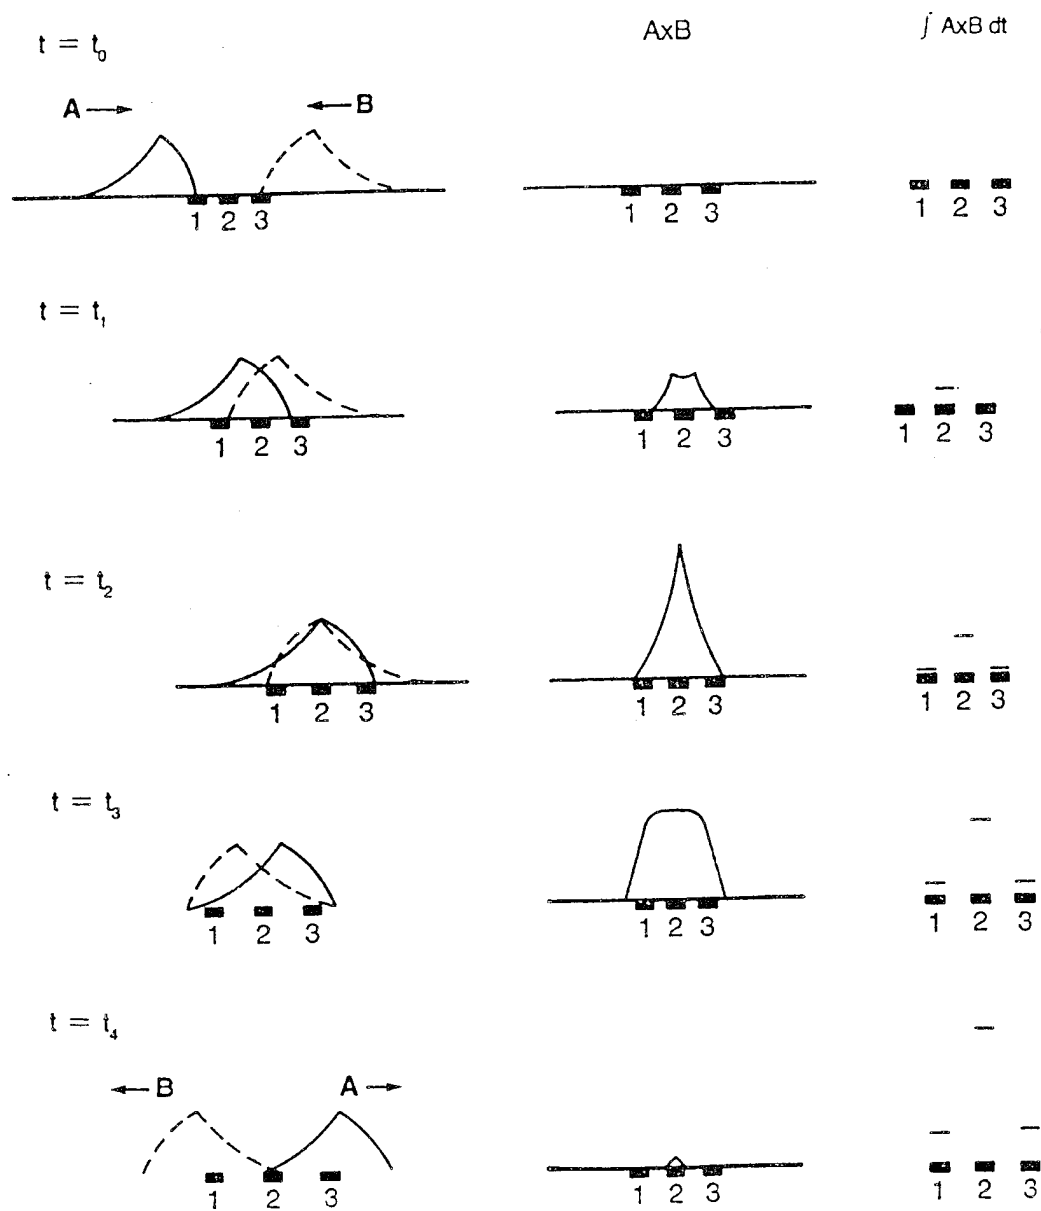 t = t₀
AxB
∫ AxB dt
A → ← B
1 2 3
1 2 3
1 2 3
t = t₁
1 2 3
1 2 3
1 2 3
t = t₂
1 2 3
1 2 3
1 2 3
t = t₃
1 2 3
1 2 3
1 2 3
t = t₄
← B A →
1 2 3
1 2 3
1 2 3